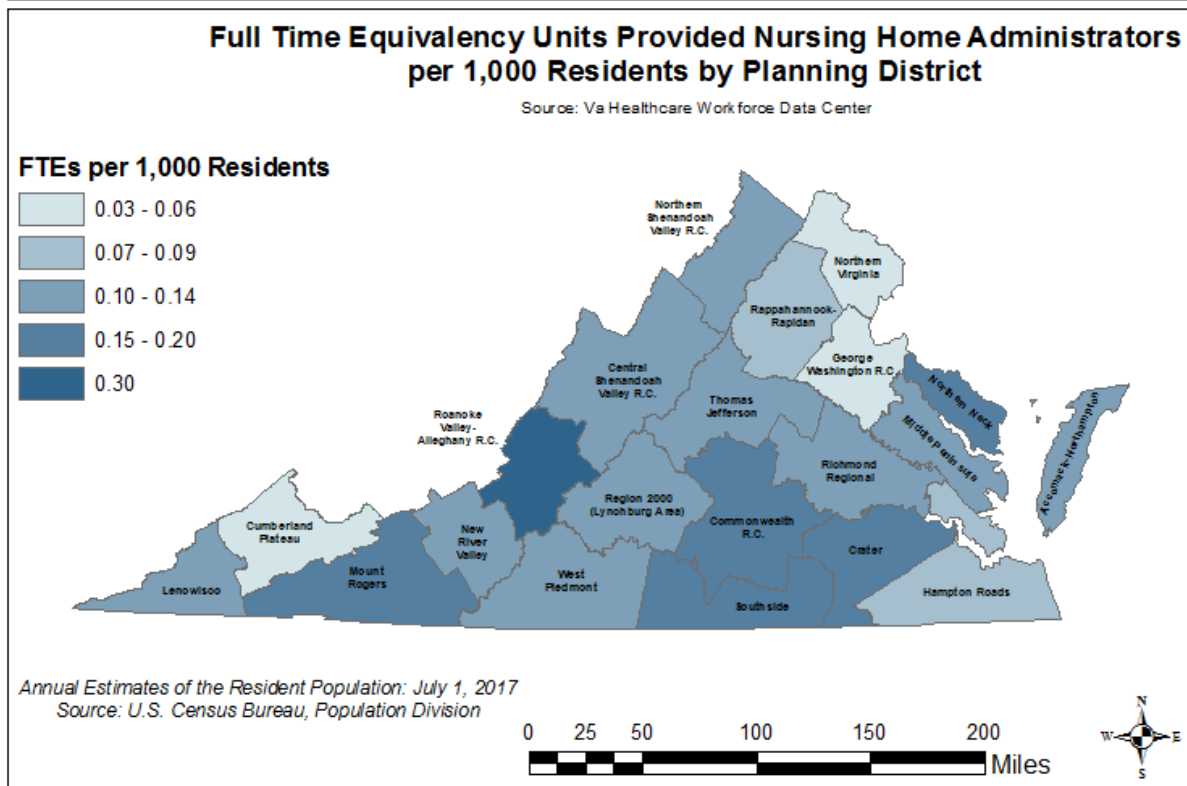 Full Time Equivalency Units Provided Nursing Home Administrators
per 1,000 Residents by Planning District
Source: Va Healthcare Workforce Data Center
FTEs per 1,000 Residents
0.03 - 0.06
0.07 - 0.09
0.10 - 0.14
0.15 - 0.20
0.30
Northern
Shenandoah
Valley R.C.
Northern
Virginia
Rappahannock-
Rapidan
George
Washington R.C.
Central
Shenandoah
Valley R.C.
Thomas
Jefferson
Northern Neck
Middle Peninsula
Accomack-Northampton
Roanoke
Valley-
Alleghany R.C.
Richmond
Regional
Region 2000
(Lynchburg Area)
Commonwealth
R.C.
Cumberland
Plateau
New
River
Valley
Crater
Mount
Rogers
West
Piedmont
Lenowisco
Southside
Hampton Roads
Annual Estimates of the Resident Population: July 1, 2017
Source: U.S. Census Bureau, Population Division
0 25 50 100 150 200
Miles
N
W E
S